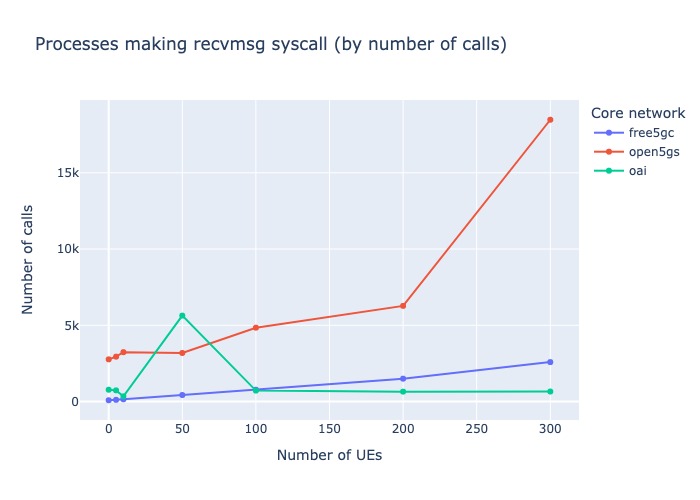 Processes making recvmsg syscall (by number of calls)
Core network
free5gc
open5gs
oai
Number of calls
15k
10k
5k
0
0 50 100 150 200 250 300
Number of UEs